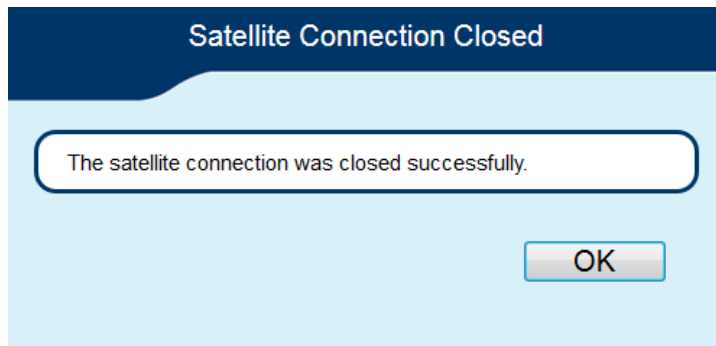 Satellite Connection Closed
The satellite connection was closed successfully.
OK